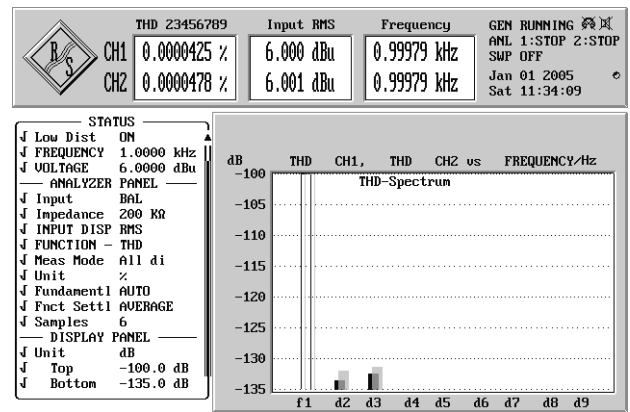 R S
THD 23456789 Input RMS Frequency
CH1 0.0000425 % 6.000 dBu 0.99979 kHz
CH2 0.0000478 % 6.001 dBu 0.99979 kHz
GEN RUNNING
ANL 1:STOP 2:STOP
SWP OFF
Jan 01 2005
Sat 11:34:09
STATUS
√ Low Dist ON
√ FREQUENCY 1.0000 kHz
√ VOLTAGE 6.0000 dBu
ANALYZER PANEL
√ Input BAL
√ Impedance 200 KΩ
√ INPUT DISP RMS
√ FUNCTION – THD
√ Meas Mode All di
√ Unit %
√ Fundamentl AUTO
√ Fnct Settl AVERAGE
√ Samples 6
DISPLAY PANEL
√ Unit dB
√ Top -100.0 dB
√ Bottom -135.0 dB
dB THD CH1, THD CH2 vs FREQUENCY/Hz
THD-Spectrum
-100
-105
-110
-115
-120
-125
-130
-135
f1 d2 d3 d4 d5 d6 d7 d8 d9